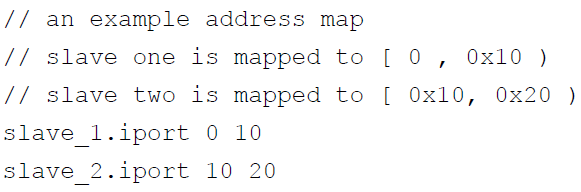 // an example address map
// slave one is mapped to [ 0 , 0x10 )
// slave two is mapped to [ 0x10, 0x20 )
slave_1.iport 0 10
slave_2.iport 10 20